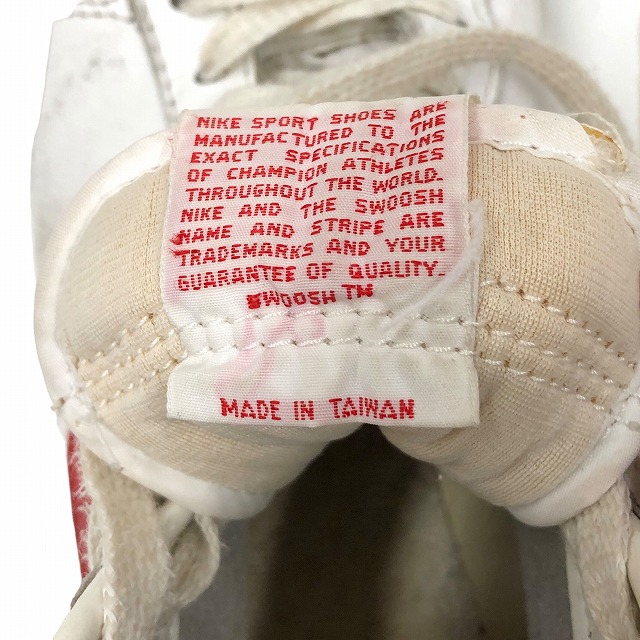 NIKE SPORT SHOES ARE
MANUFACTURED TO THE
EXACT SPECIFICATIONS
OF CHAMPION ATHLETES
THROUGHOUT THE WORLD.
NIKE AND THE SWOOSH
NAME AND STRIPE ARE
TRADEMARKS AND YOUR
GUARANTEE OF QUALITY.
SWOOSH TM
MADE IN TAIWAN